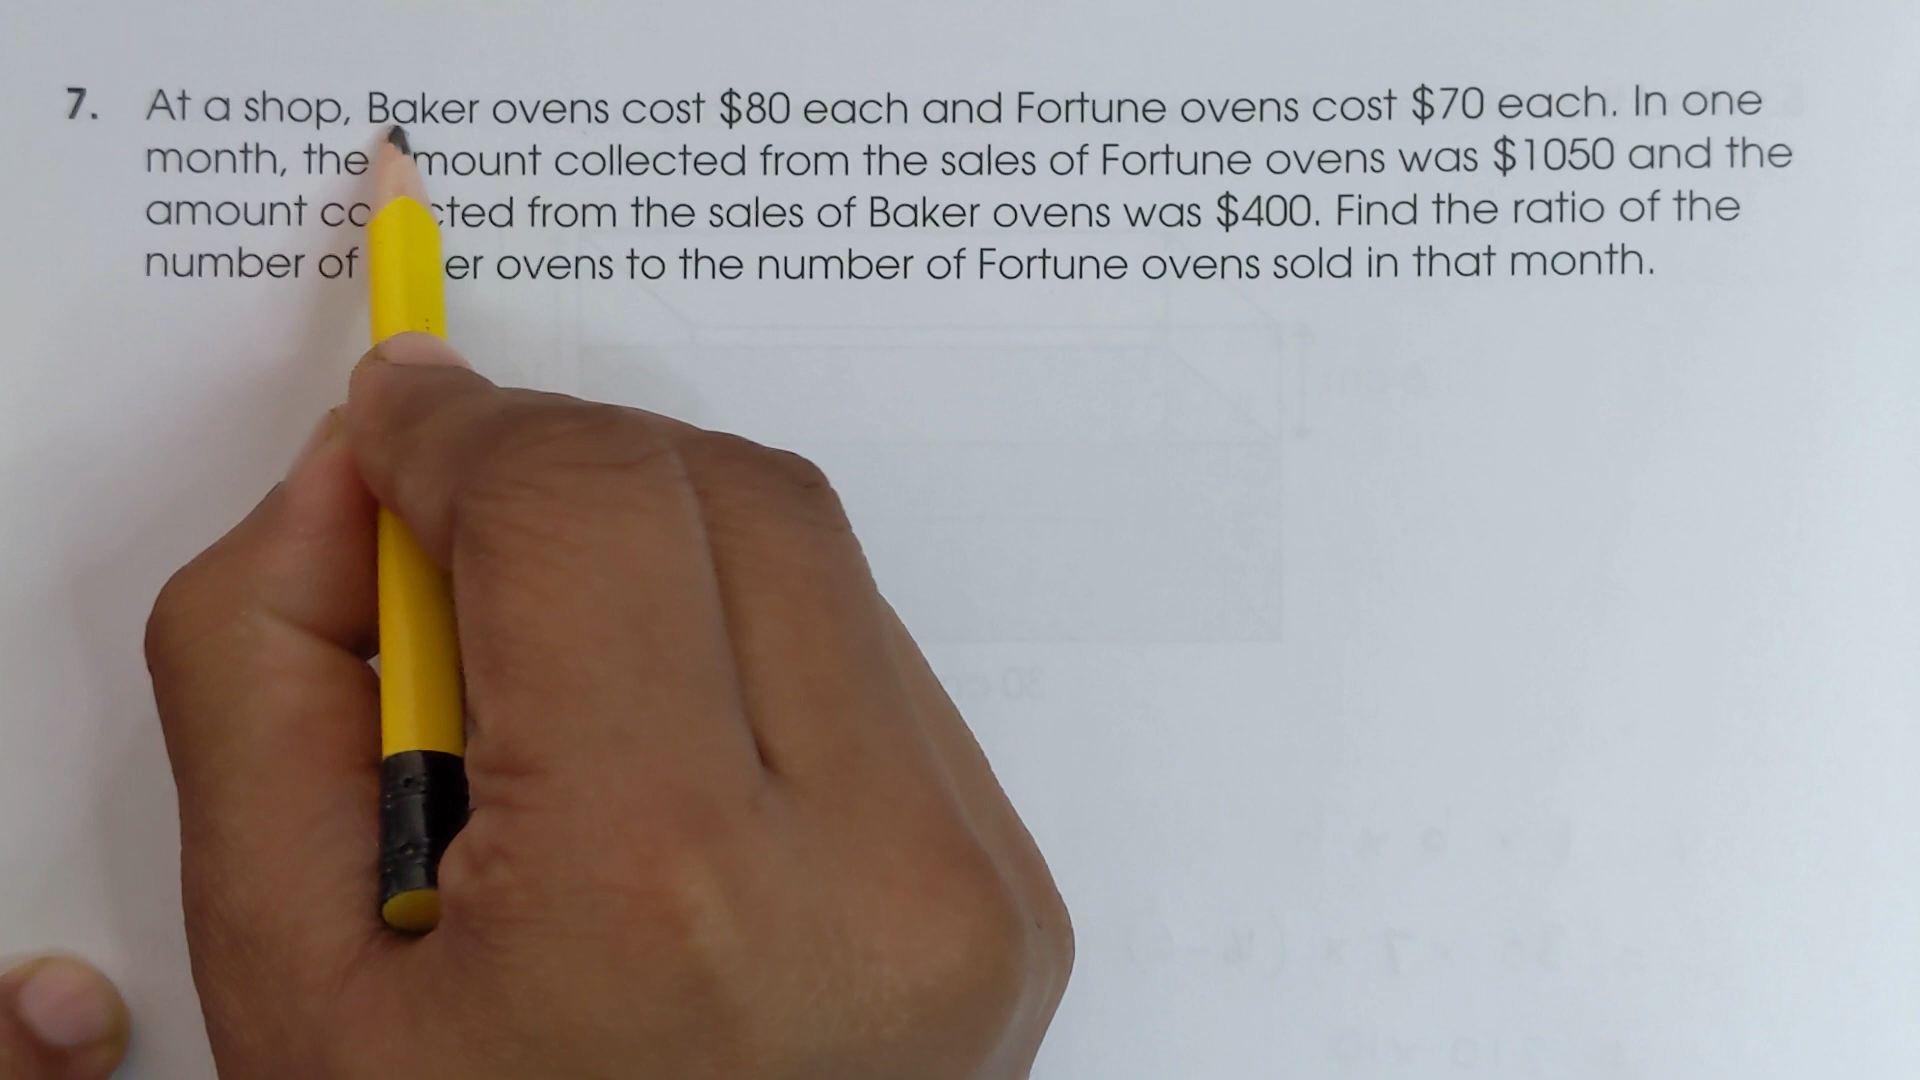 7. At a shop, Baker ovens cost $80 each and Fortune ovens cost $70 each. In one
month, the mount collected from the sales of Fortune ovens was $1050 and the
amount co cted from the sales of Baker ovens was $400. Find the ratio of the
number of er ovens to the number of Fortune ovens sold in that month.